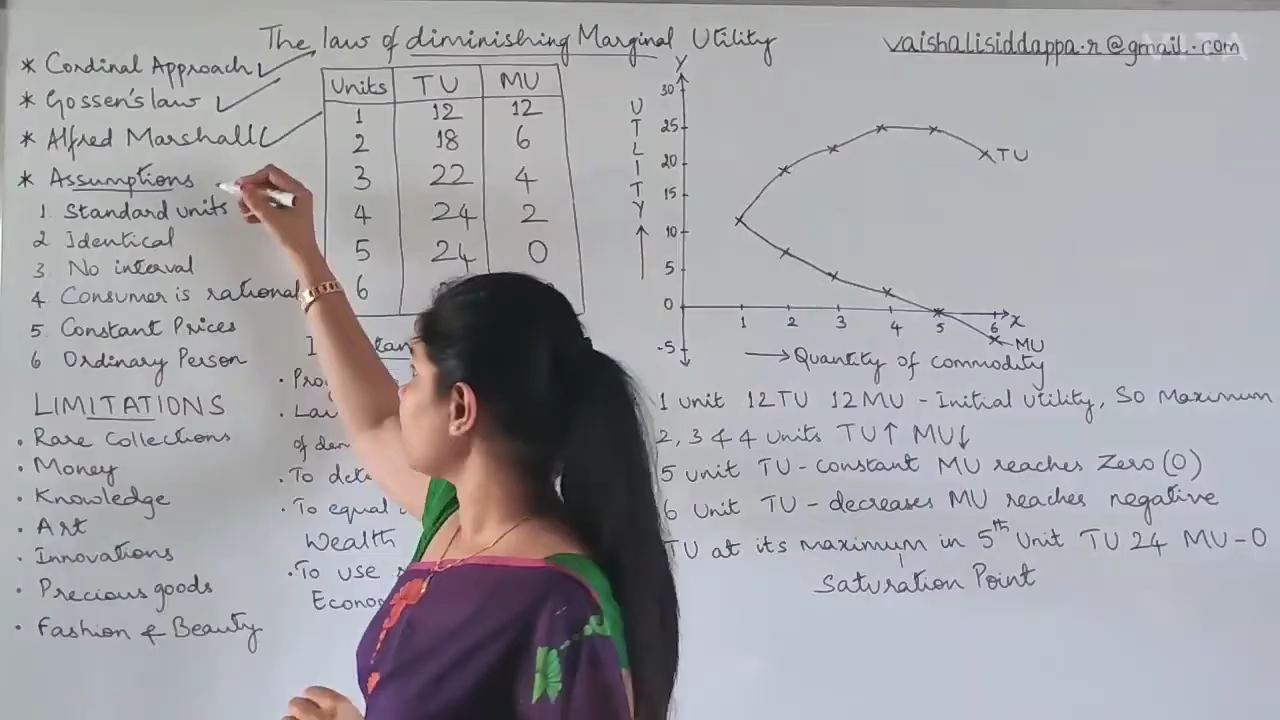 The law of diminishing Marginal Utility
vaishalisiddappa.r@gmail.com
* Cordinal Approach
* Gossen's law
* Alfred Marshall
* Assumptions
1. Standard units
2 Identical
3 No interval
4 Consumer is rational
5. Constant Prices
6 Ordinary Person
LIMITATIONS
• Rare Collections
• Money
• Knowledge
• Art
• Innovations
• Precious goods
• Fashion & Beauty
Units TU MU
1 12 12
2 18 6
3 22 4
4 24 2
5 24 0
6
• To equal
Wealth
• To use
Y
UTILITY
30
25
20
15
10
5
0
-5
TU
1 2 3 4 5 6 X
MU
Quantity of commodity
1 unit 12TU 12MU - Initial utility, So Maximum
2, 3 & 4 Units TU↑ MU↓
5 unit TU - constant MU reaches Zero (0)
6 Unit TU - decreases MU reaches negative
TU at its maximum in 5th Unit TU 24 MU-0
Saturation Point